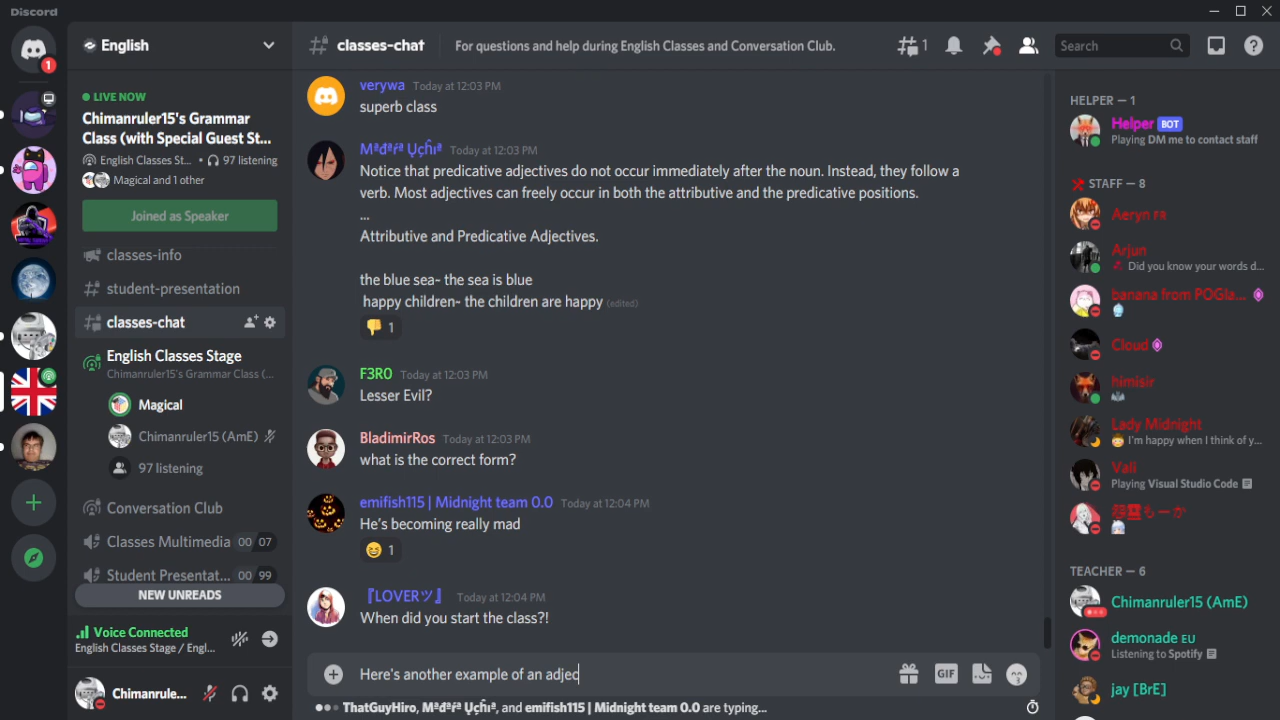 Discord
1
English
LIVE NOW
Chimanruler15's Grammar
Class (with Special Guest St...
English Classes St... • 97 listening
Magical and 1 other
Joined as Speaker
classes-info
student-presentation
classes-chat
English Classes Stage
Chimanruler15's Grammar Class (...
Magical
Chimanruler15 (AmE)
97 listening
Conversation Club
Classes Multimedia 00 07
Student Presentat... 00 99
NEW UNREADS
Voice Connected
English Classes Stage / Engl...
Chimanrule...
classes-chat
For questions and help during English Classes and Conversation Club.
1
Search
verywa Today at 12:03 PM
superb class
Mªđªŕª Ųçĥıª Today at 12:03 PM
Notice that predicative adjectives do not occur immediately after the noun. Instead, they follow a
verb. Most adjectives can freely occur in both the attributive and the predicative positions.
...
Attributive and Predicative Adjectives.
the blue sea- the sea is blue
happy children- the children are happy (edited)
1
F3R0 Today at 12:03 PM
Lesser Evil?
BladimirRos Today at 12:03 PM
what is the correct form?
emifish115 | Midnight team 0.0 Today at 12:04 PM
He's becoming really mad
1
『LOVERツ』 Today at 12:04 PM
When did you start the class?!
Here's another example of an adjec
GIF
ThatGuyHiro, Mªđªŕª Ųçĥıª, and emifish115 | Midnight team 0.0 are typing...
HELPER — 1
Helper BOT
Playing DM me to contact staff
STAFF — 8
Aeryn FR
Arjun
Did you know your words d...
banana from POGla...
Cloud
himisir
Lady Midnight
I'm happy when I think of y...
Vali
Playing Visual Studio Code
もーか
TEACHER — 6
Chimanruler15 (AmE)
demonade EU
Listening to Spotify
jay [BrE]